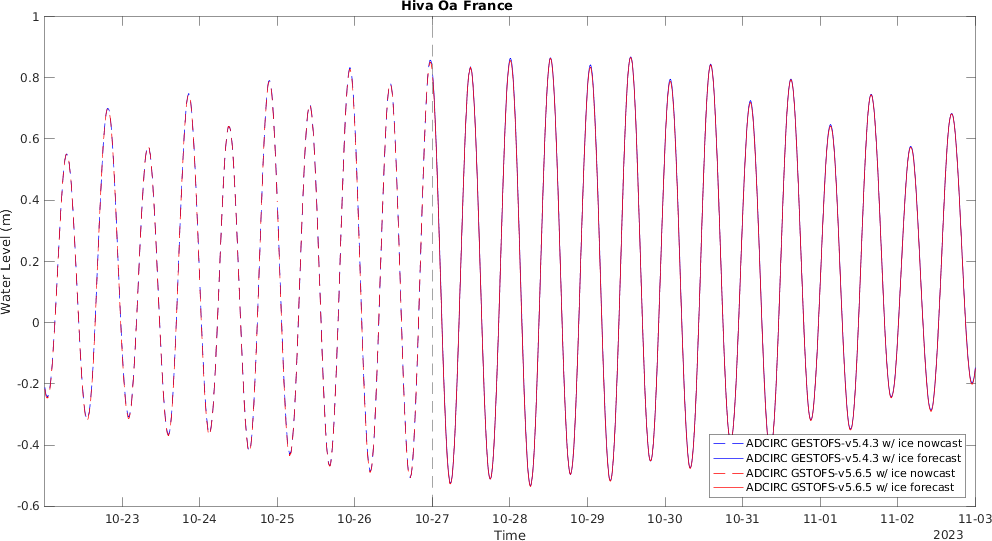 Hiva Oa France
1
0.8
0.6
0.4
0.2
0
-0.2
-0.4
-0.6
Water Level (m)
ADCIRC GESTOFS-v5.4.3 w/ ice nowcast
ADCIRC GESTOFS-v5.4.3 w/ ice forecast
ADCIRC GSTOFS-v5.6.5 w/ ice nowcast
ADCIRC GSTOFS-v5.6.5 w/ ice forecast
10-23 10-24 10-25 10-26 10-27 10-28 10-29 10-30 10-31 11-01 11-02 11-03
Time
2023